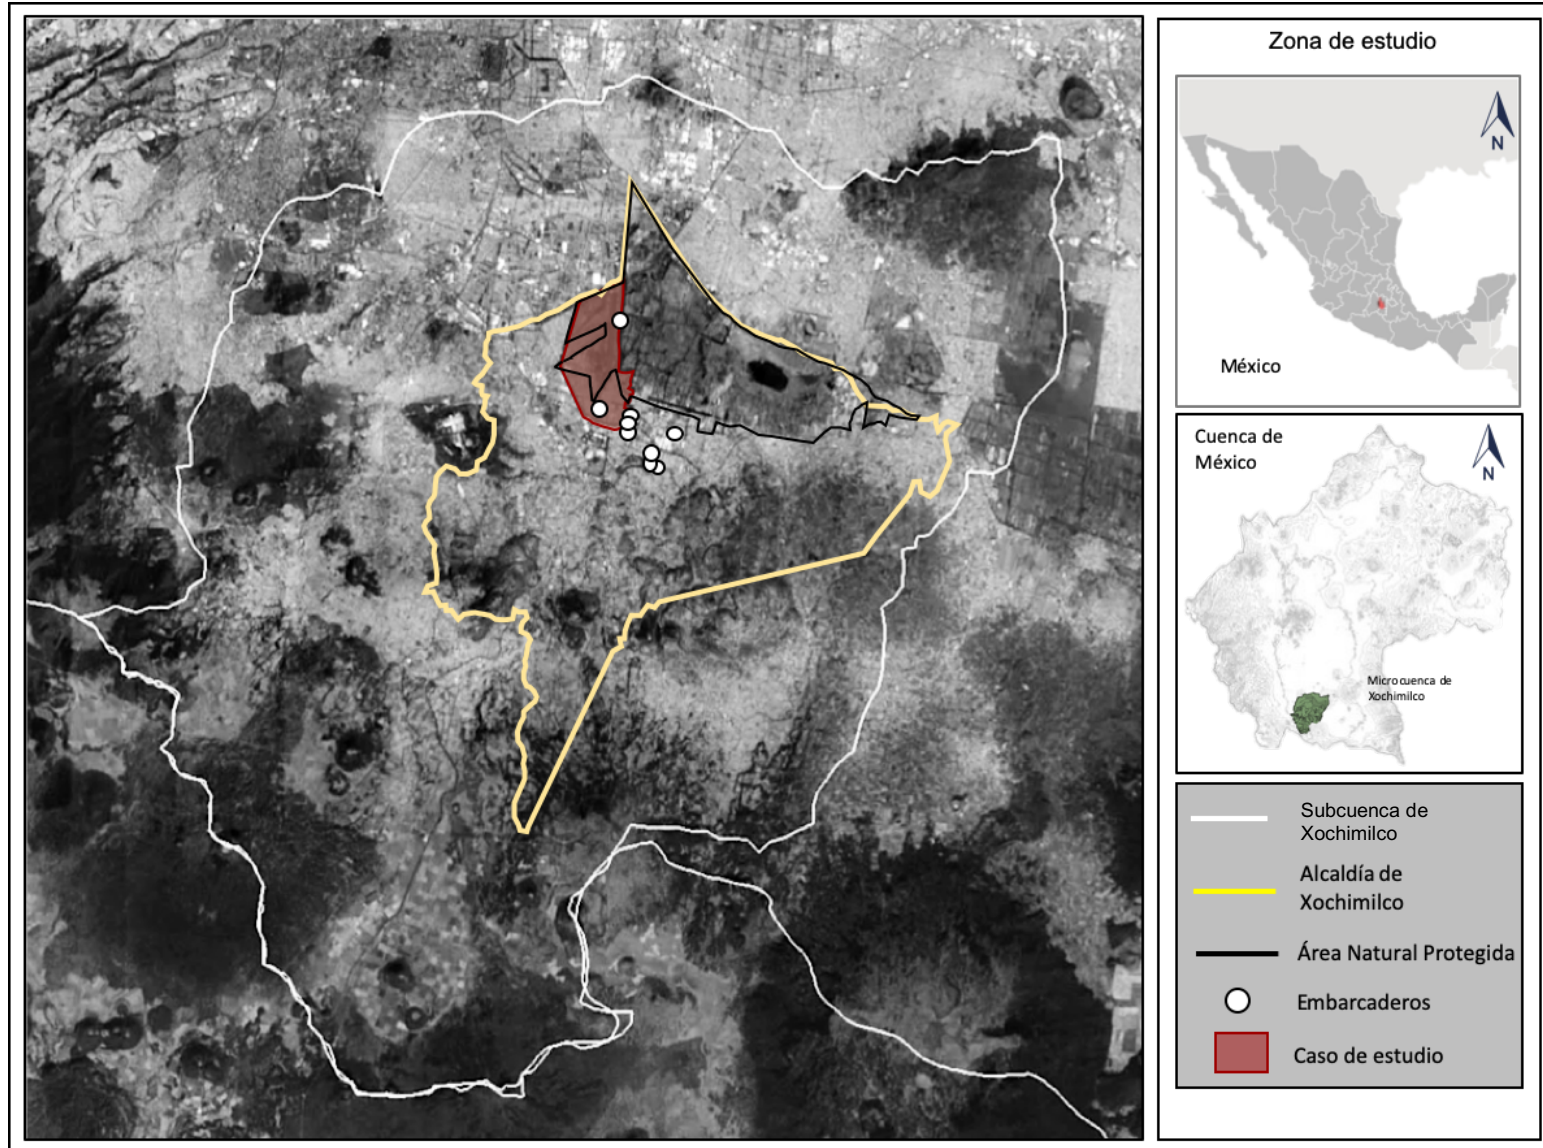 Zona de estudio
N
México
Cuenca de
México
N
Microcuenca de
Xochimilco
Subcuenca de
Xochimilco
Alcaldía de
Xochimilco
Área Natural Protegida
Embarcaderos
Caso de estudio